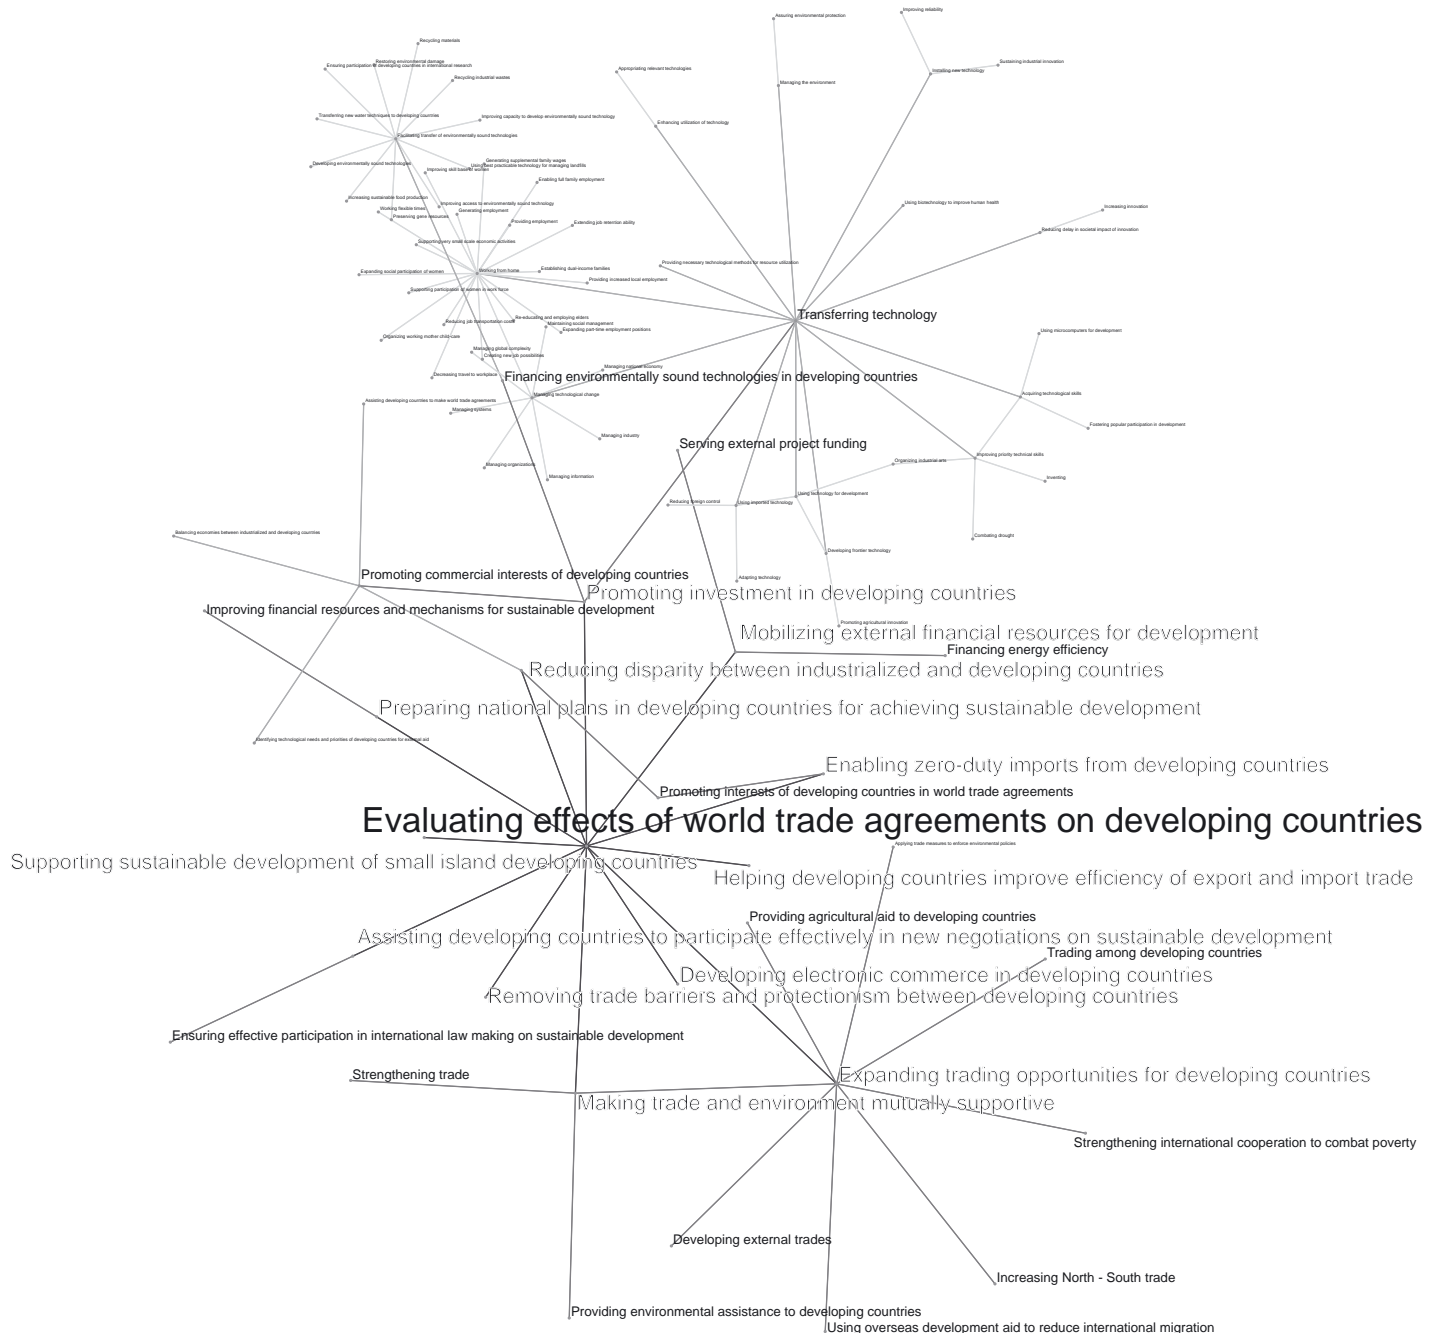 Improving reliability
Assuring environmental protection
Recycling materials
Restoring environmental damage
Ensuring participation of developing countries in international research
Sustaining industrial innovation
Appropriating relevant technologies
Installing new technology
Recycling industrial wastes
Managing the environment
Transferring new water techniques to developing countries
Improving capacity to develop environmentally sound technology
Enhancing utilization of technology
Facilitating transfer of environmentally sound technologies
Generating supplemental family wages
Developing environmentally sound technologies
Using best practicable technology for managing landfills
Improving skill base of women
Enabling full family employment
Increasing sustainable food production
Improving access to environmentally sound technology
Using biotechnology to improve human health
Increasing innovation
Working flexible times
Generating employment
Preserving gene resources
Providing employment
Extending job retention ability
Reducing delay in societal impact of innovation
Supporting very small scale economic activities
Providing necessary technological methods for resource utilization
Expanding social participation of women
Working from home
Establishing dual-income families
Providing increased local employment
Supporting participation of women in work force
Transferring technology
Reducing job transportation costs
Re-educating and employing elders
Maintaining social management
Expanding part-time employment positions
Using microcomputers for development
Organizing working mother child-care
Managing global complexity
Creating new job possibilities
Managing national economy
Decreasing travel to workplace
Financing environmentally sound technologies in developing countries
Managing technological change
Acquiring technological skills
Assisting developing countries to make world trade agreements
Managing systems
Fostering popular participation in development
Managing industry
Serving external project funding
Improving priority technical skills
Organizing industrial arts
Managing organizations
Managing information
Inventing
Using technology for development
Reducing foreign control
Using imported technology
Balancing economies between industrialized and developing countries
Combating drought
Developing frontier technology
Promoting commercial interests of developing countries
Adapting technology
Promoting investment in developing countries
Improving financial resources and mechanisms for sustainable development
Promoting agricultural innovation
Mobilizing external financial resources for development
Financing energy efficiency
Reducing disparity between industrialized and developing countries
Preparing national plans in developing countries for achieving sustainable development
Identifying technological needs and priorities of developing countries for external aid
Enabling zero-duty imports from developing countries
Promoting interests of developing countries in world trade agreements
Evaluating effects of world trade agreements on developing countries
Applying trade measures to enforce environmental policies
Supporting sustainable development of small island developing countries
Helping developing countries improve efficiency of export and import trade
Providing agricultural aid to developing countries
Assisting developing countries to participate effectively in new negotiations on sustainable development
Trading among developing countries
Developing electronic commerce in developing countries
Removing trade barriers and protectionism between developing countries
Ensuring effective participation in international law making on sustainable development
Strengthening trade
Expanding trading opportunities for developing countries
Making trade and environment mutually supportive
Strengthening international cooperation to combat poverty
Developing external trades
Increasing North - South trade
Providing environmental assistance to developing countries
Using overseas development aid to reduce international migration